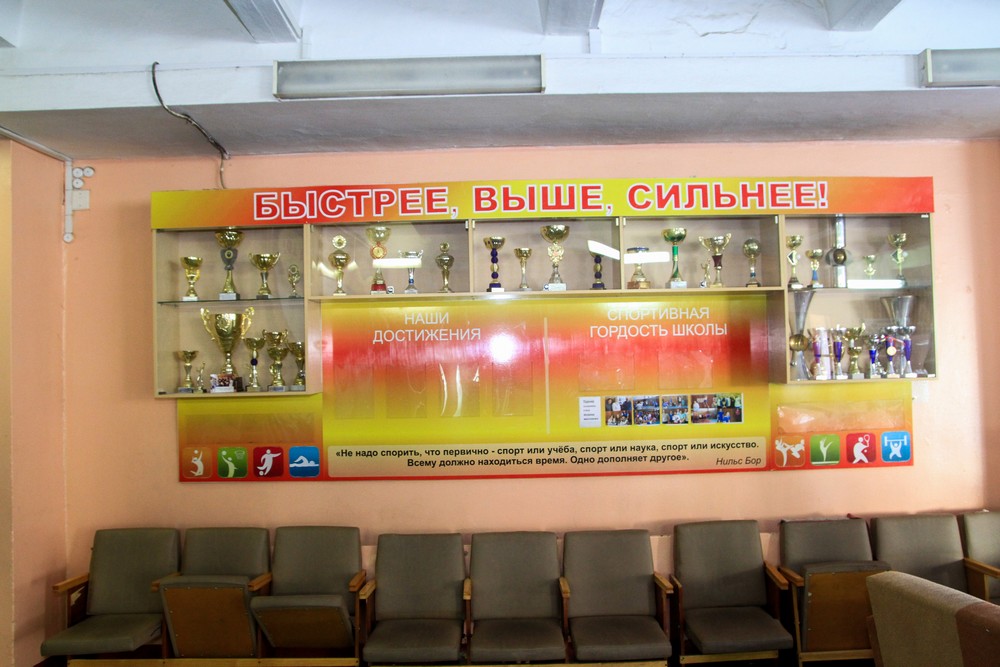 БЫСТРЕЕ, ВЫШЕ, СИЛЬНЕЕ!
НАШИ
ДОСТИЖЕНИЯ
СПОРТИВНАЯ
ГОРДОСТЬ ШКОЛЫ
«Не надо спорить, что первично - спорт или учёба, спорт или наука, спорт или искусство.
Всему должно находиться время. Одно дополняет другое».
Нильс Бор